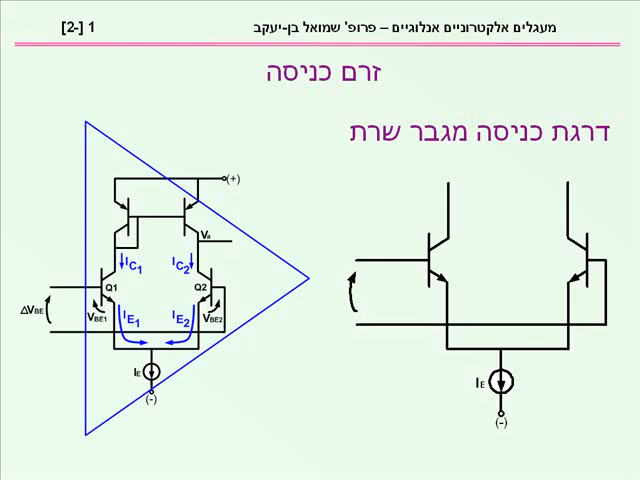 מעגלים אלקטרוניים אנלוגיים – פרופ' שמואל בן-יעקב
[2-] 1
זרם כניסה
דרגת כניסה מגבר שרת
(+)
Va
IC1
IC2
Q1
Q2
ΔVBE
VBE1
IE1
IE2
VBE2
IE
(-)
IE
(-)